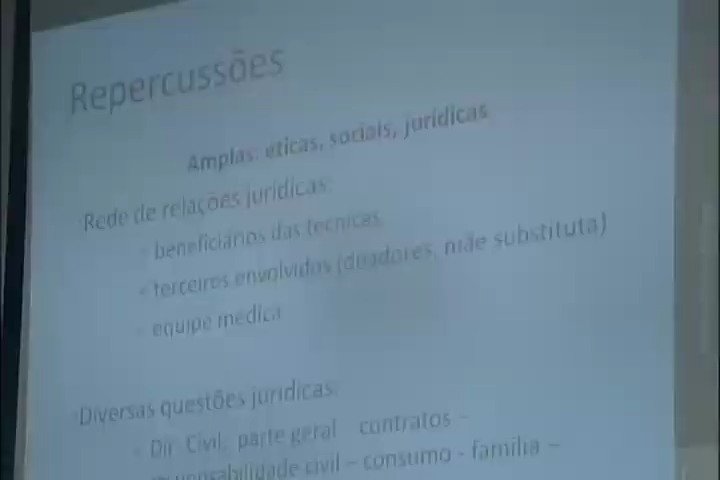 Repercussões
Amplas: éticas, sociais, jurídicas
Rede de relações jurídicas:
- beneficiários das técnicas
- terceiros envolvidos (doadores, mãe substituta)
- equipe médica
Diversas questões jurídicas:
- Dir. Civil: parte geral contratos –
responsabilidade civil – consumo - família –